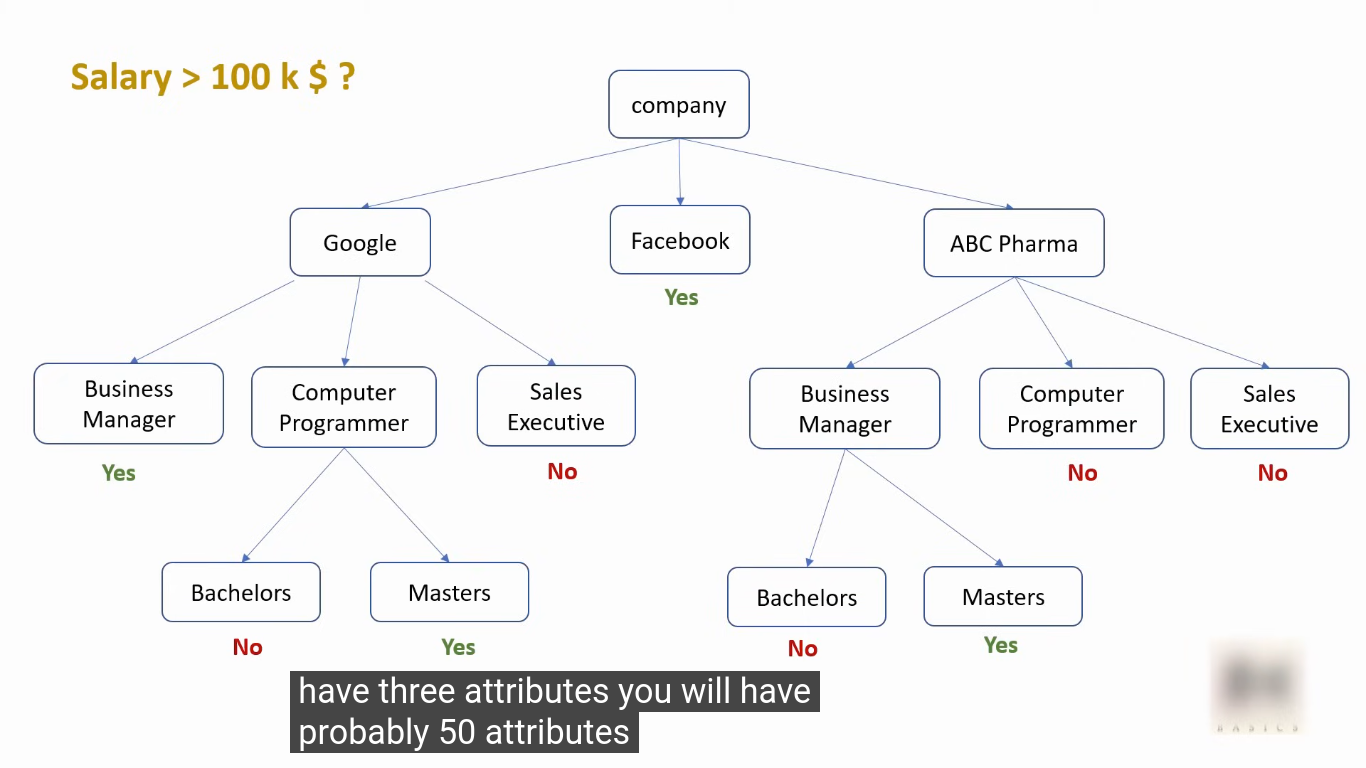 Salary > 100 k $ ?
company
Google
Facebook
ABC Pharma
Yes
Business
Manager
Computer
Programmer
Sales
Executive
Business
Manager
Computer
Programmer
Sales
Executive
Yes
No
No
No
Bachelors
Masters
Bachelors
Masters
No
Yes
No
Yes
have three attributes you will have
probably 50 attributes